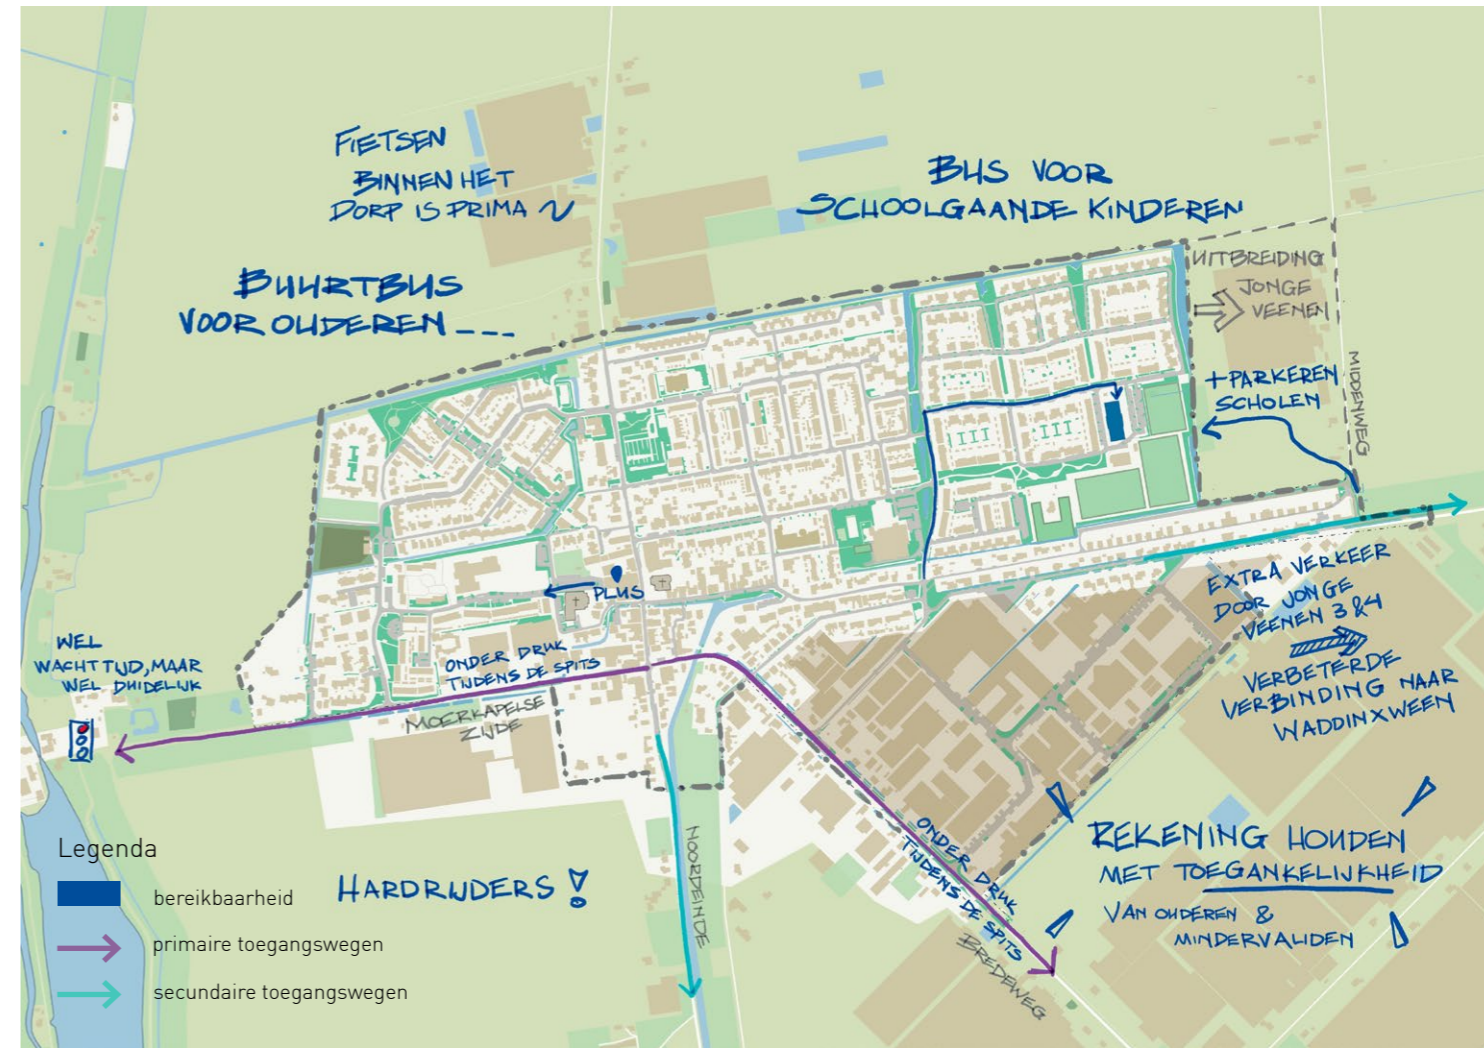 FIETSEN
BINNEN HET
DORP IS PRIMA
BUURTBUS
VOOR OUDEREN ---
BUS VOOR
SCHOOLGAANDE KINDEREN
UITBREIDING
JONGE
VEENEN
MIDDENWEG
+ PARKEREN
SCHOLEN
PLUS
WEL
WACHTTIJD, MAAR
WEL DUIDELIJK
ONDER DRUK
TIJDENS DE SPITS
MOERKAPELSE
ZIJDE
EXTRA VERKEER
DOOR JONGE
VEENEN 3 & 4
VERBETERDE
VERBINDING NAAR
WADDINXWEEN
NOORDEINDE
ONDER DRUK
TIJDENS DE SPITS
BREDEWEG
REKENING HOUDEN
MET TOEGANKELIJKHEID
VAN OUDEREN &
MINDERVALIDEN
HARDRIJDERS !
Legenda
bereikbaarheid
primaire toegangswegen
secundaire toegangswegen